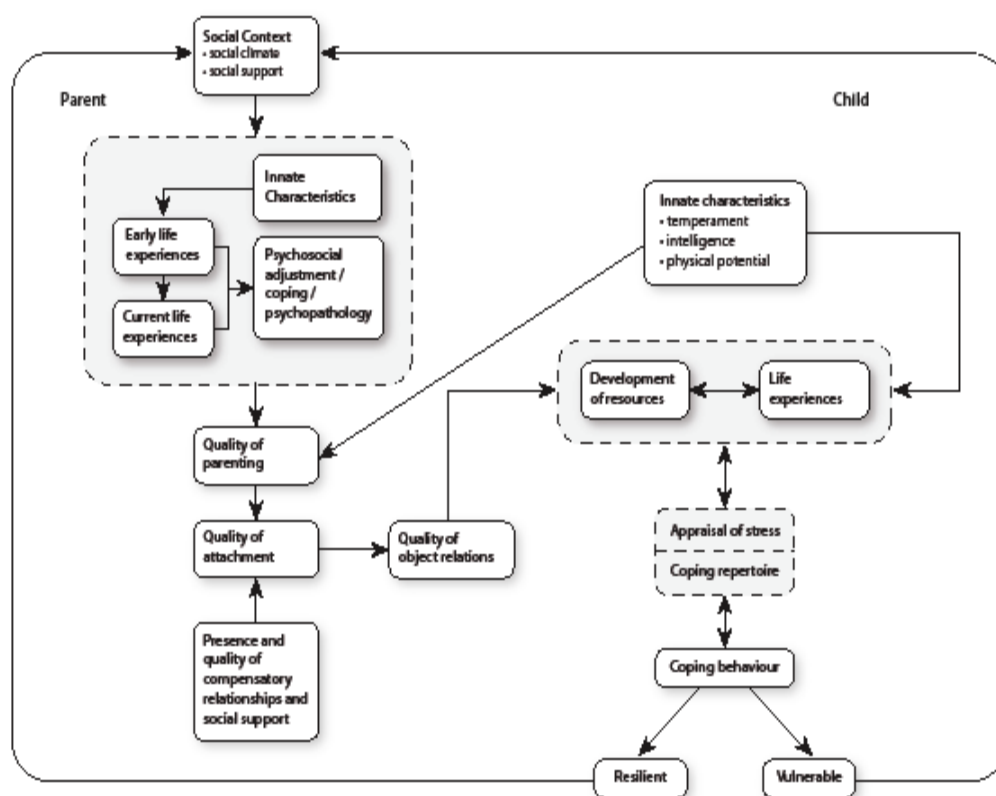 Social Context
• social climate
• social support
Parent
Child
Innate
Characteristics
Early life
experiences
Psychosocial
adjustment /
coping /
psychopathology
Current life
experiences
Innate characteristics
• temperament
• intelligence
• physical potential
Development
of resources
Life
experiences
Quality of
parenting
Quality of
attachment
Quality of
object relations
Appraisal of stress
Coping repertoire
Presence and
quality of
compensatory
relationships and
social support
Coping behaviour
Resilient
Vulnerable